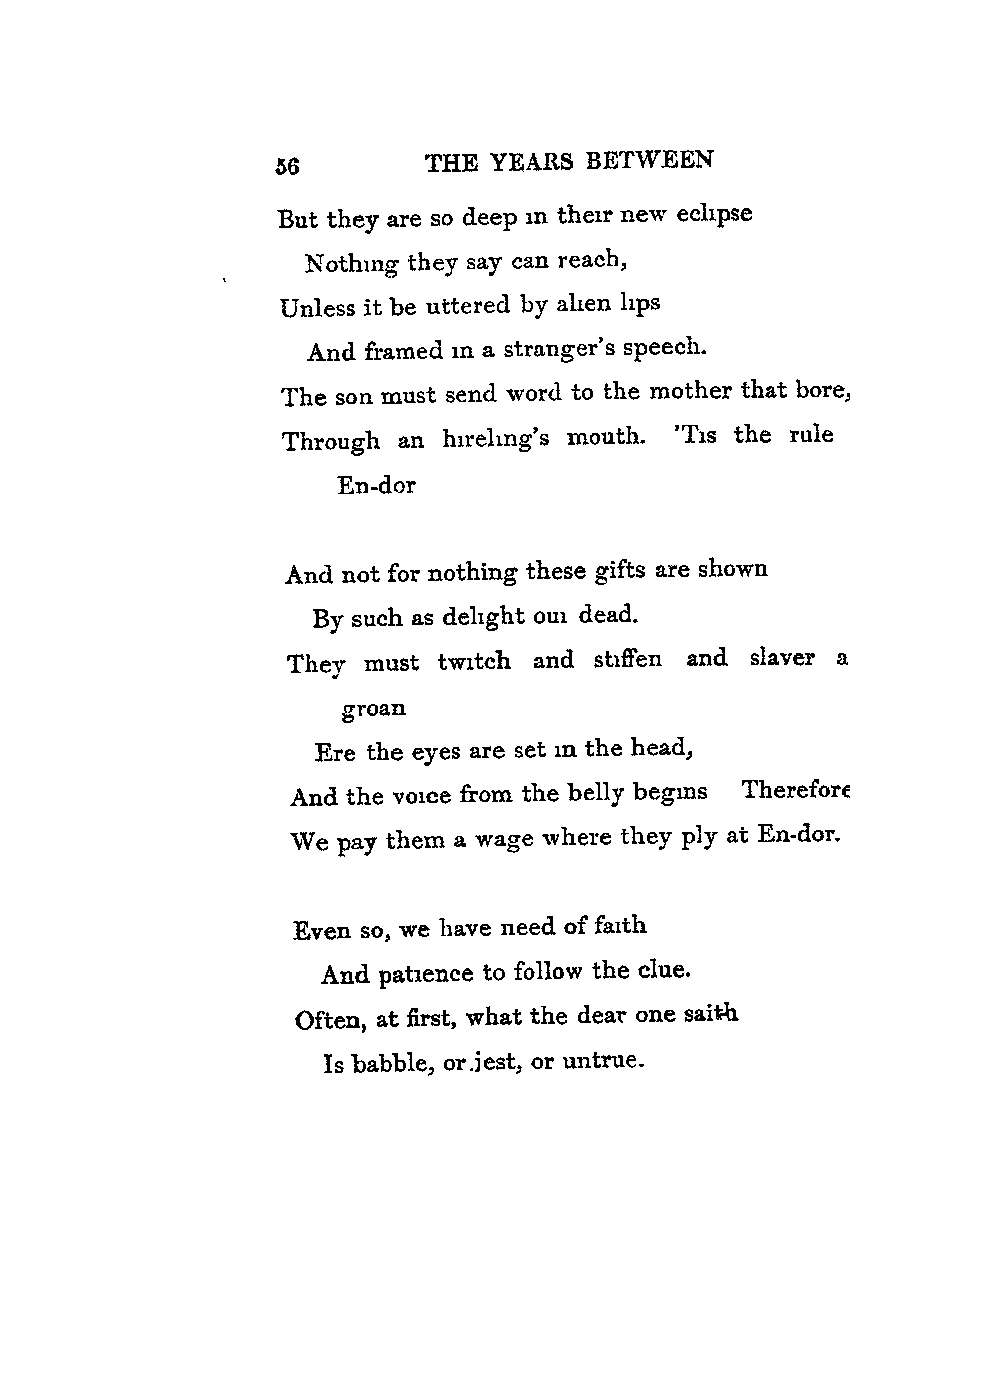 56 THE YEARS BETWEEN
But they are so deep in their new eclipse
Nothing they say can reach,
Unless it be uttered by alien lips
And framed in a stranger's speech.
The son must send word to the mother that bore,
Through an hireling's mouth. 'Tis the rule
En-dor
And not for nothing these gifts are shown
By such as delight our dead.
They must twitch and stiffen and slaver a
groan
Ere the eyes are set in the head,
And the voice from the belly begins Therefore
We pay them a wage where they ply at En-dor.
Even so, we have need of faith
And patience to follow the clue.
Often, at first, what the dear one saith
Is babble, or jest, or untrue.